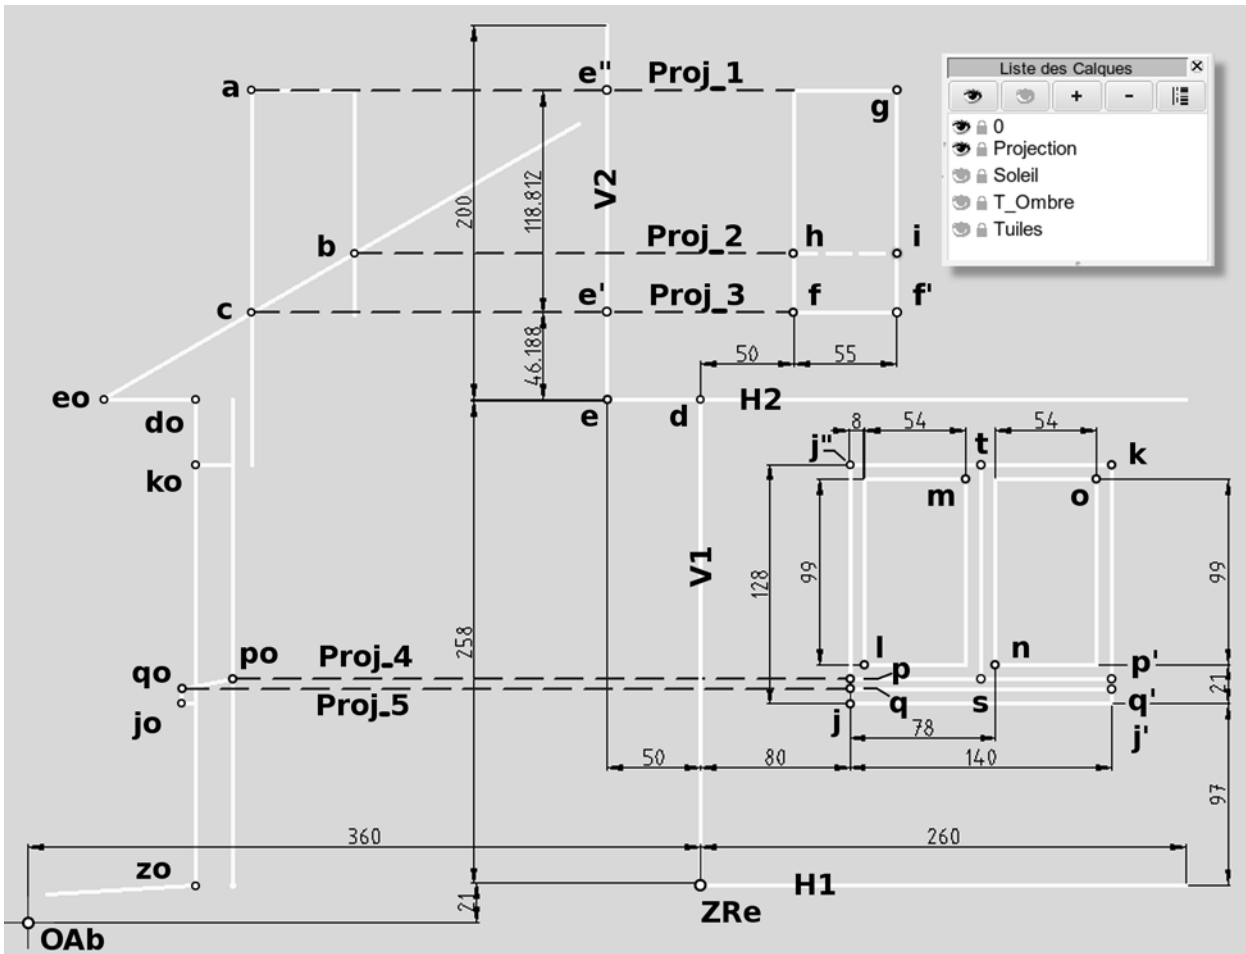 a
e"
Proj_1
g
Liste des Calques
0
Projection
Soleil
T_Ombre
Tuiles
200
118.812
V2
b
Proj_2
h
i
c
e'
Proj_3
f
f'
46.188
50
55
eo
do
e
d
H2
8
54
54
j"
t
k
ko
m
o
V1
128
99
99
258
l
n
po
Proj_4
p
p'
qo
Proj_5
q
s
q'
21
jo
j
78
j'
50
80
140
97
360
260
zo
H1
21
ZRe
OAb